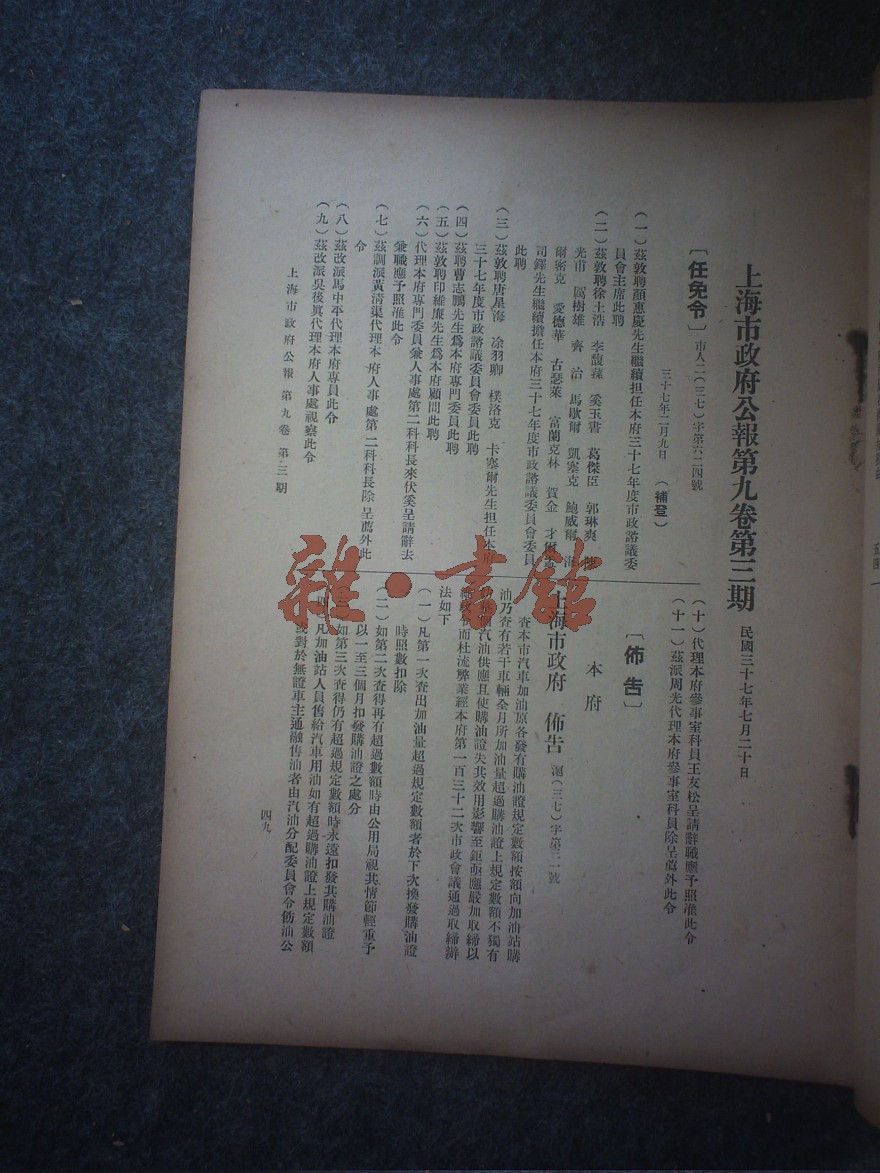 上海市政府公報第九卷第三期
民國三十七年七月二十日
〔任免令〕
市人二(三七)字第六二四號
三十七年二月九日
(補登)
(一)茲敦聘顏惠慶先生繼續担任本府三十七年度市政諮議委
員會主席此聘
(二)茲敦聘徐士浩 李馥蓀 奚玉書 葛傑臣 郭琳爽
光甫 厲樹雄 齊治 馬歇爾 凱塞克 鮑威爾 海
爾密克 愛德華 古瑟萊 富蘭克林 賀金 才爾孟
司鐸先生繼續擔任本府三十七年度市政諮議委員會委員
此聘
(三)茲敦聘唐星海 凃羽卿 樸洛克 卡塞爾先生担任本府
三十七年度市政諮議委員會委員此聘
(四)茲聘曹志鵬先生爲本府專門委員此聘
(五)茲敦聘印維廉先生爲本府顧問此聘
(六)代理本府專門委員兼人事處第二科科長來伏奚呈請辭去
兼職應予照准此令
(七)茲調派黃清渠代理本府人事處第二科科長除呈薦外此
令
(八)茲改派馬中平代理本府專員此令
(九)茲改派吳後眞代理本府人事處視察此令
(十)代理本府參事室科員王友松呈請辭職應予照准此令
(十一)茲派周光代理本府參事室科員除呈薦外此令
〔佈告〕
本府
上海市政府 佈告
滬(三七)字第三一號
查本市汽車加油原各發有購油證規定數額按額向加油站購
油乃查有若干車輛全月所加油量超過購油證上規定數額不獨有
汽油供應且使購油證失其效用影響至鉅亟應嚴加取締以
而杜流弊業經本府第一百三十二次市政會議通過取締辦
法如下
(一)凡第一次查出加油量超過規定數額者於下次換發購油證
時照數扣除
(二)如第二次查得再有超過數額時由公用局視其情節輕重予
以一至三個月扣發購油證之處分
如第三次查得仍有超過規定數額時永遠扣發其購油證
凡加油站人員售給汽車用油如有超過購油證上規定數額
或對於無證車主通融售油者由汽油分配委員會令飭油公
上海市政府公報 第九卷 第三期
四九
雜·書館